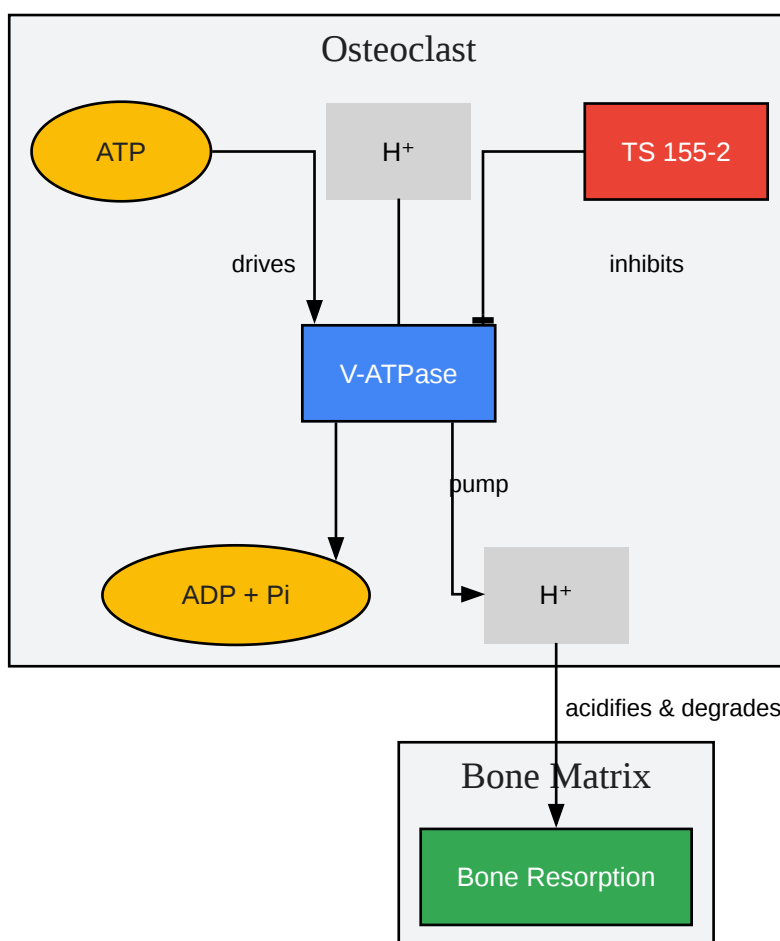 Osteoclast
ATP
H⁺
TS 155-2
drives
inhibits
V-ATPase
pump
ADP + Pi
H⁺
acidifies & degrades
Bone Matrix
Bone Resorption